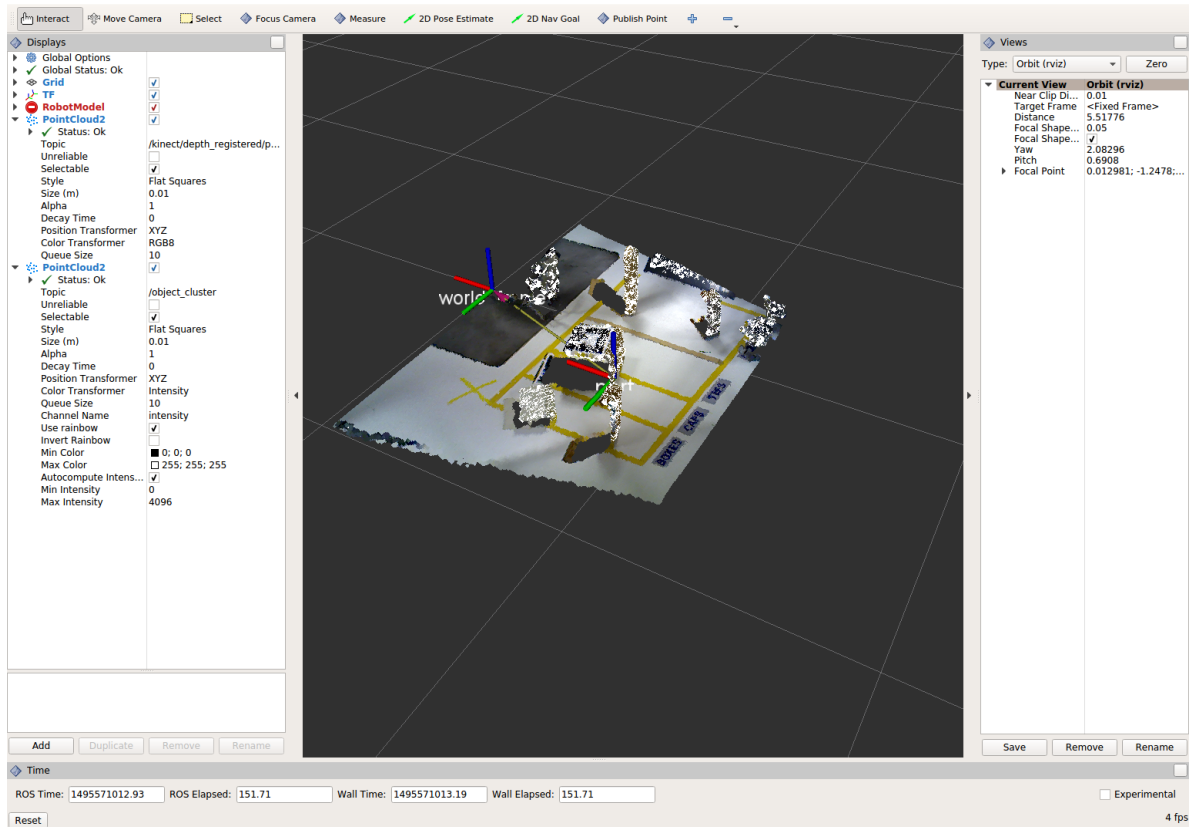 Interact Move Camera Select Focus Camera Measure 2D Pose Estimate 2D Nav Goal Publish Point
Displays
Global Options
Global Status: Ok
Grid
TF
RobotModel
PointCloud2
Status: Ok
Topic /kinect/depth_registered/p...
Unreliable
Selectable
Style Flat Squares
Size (m) 0.01
Alpha 1
Decay Time 0
Position Transformer XYZ
Color Transformer RGB8
Queue Size 10
PointCloud2
Status: Ok
Topic /object_cluster
Unreliable
Selectable
Style Flat Squares
Size (m) 0.01
Alpha 1
Decay Time 0
Position Transformer XYZ
Color Transformer Intensity
Queue Size 10
Channel Name intensity
Use rainbow
Invert Rainbow
Min Color 0; 0; 0
Max Color 255; 255; 255
Autocompute Intens...
Min Intensity 0
Max Intensity 4096
Add Duplicate Remove Rename
BOXES CAPS
Views
Type: Orbit (rviz) Zero
Current View Orbit (rviz)
Near Clip Di... 0.01
Target Frame <Fixed Frame>
Distance 5.51776
Focal Shape... 0.05
Focal Shape...
Yaw 2.08296
Pitch 0.6908
Focal Point 0.012981; -1.2478;...
Save Remove Rename
Time
ROS Time: 1495571012.93 ROS Elapsed: 151.71 Wall Time: 1495571013.19 Wall Elapsed: 151.71 Experimental
Reset 4 fps